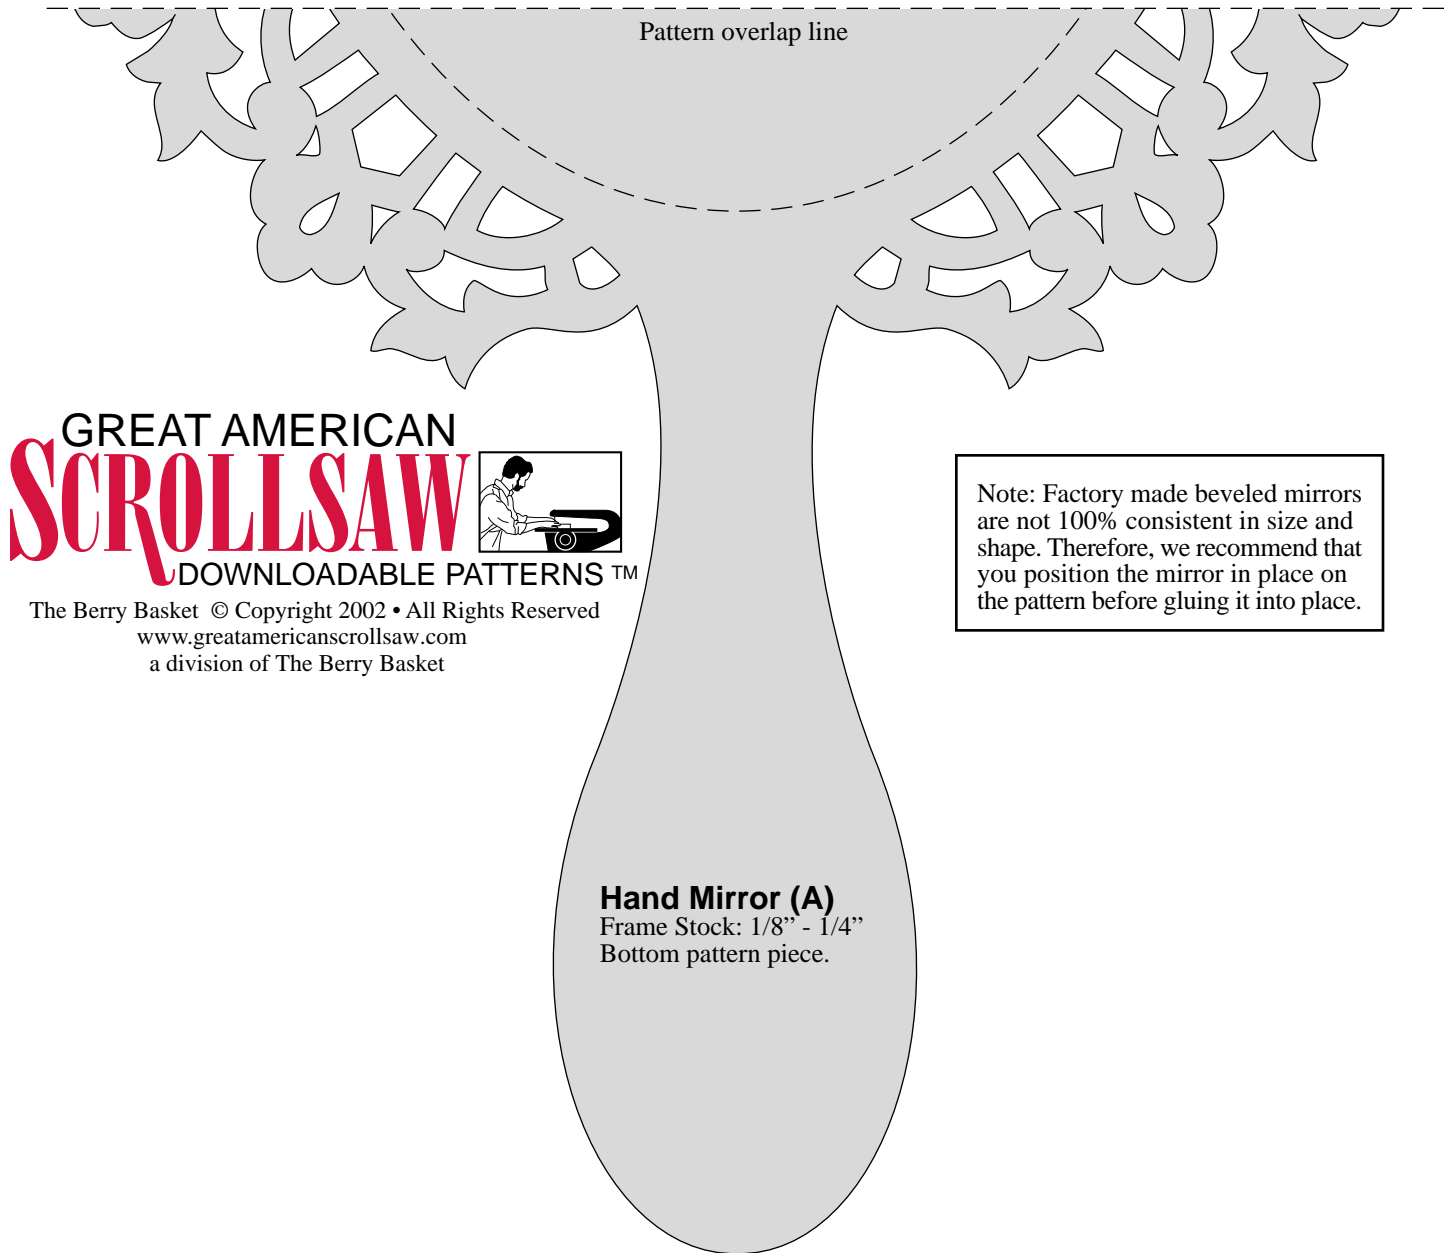 Pattern overlap line
GREAT AMERICAN
SCROLLSAW
DOWNLOADABLE PATTERNS TM
The Berry Basket © Copyright 2002 • All Rights Reserved
www.greatamericanscrollsaw.com
a division of The Berry Basket
Note: Factory made beveled mirrors
are not 100% consistent in size and
shape. Therefore, we recommend that
you position the mirror in place on
the pattern before gluing it into place.
Hand Mirror (A)
Frame Stock: 1/8” - 1/4”
Bottom pattern piece.